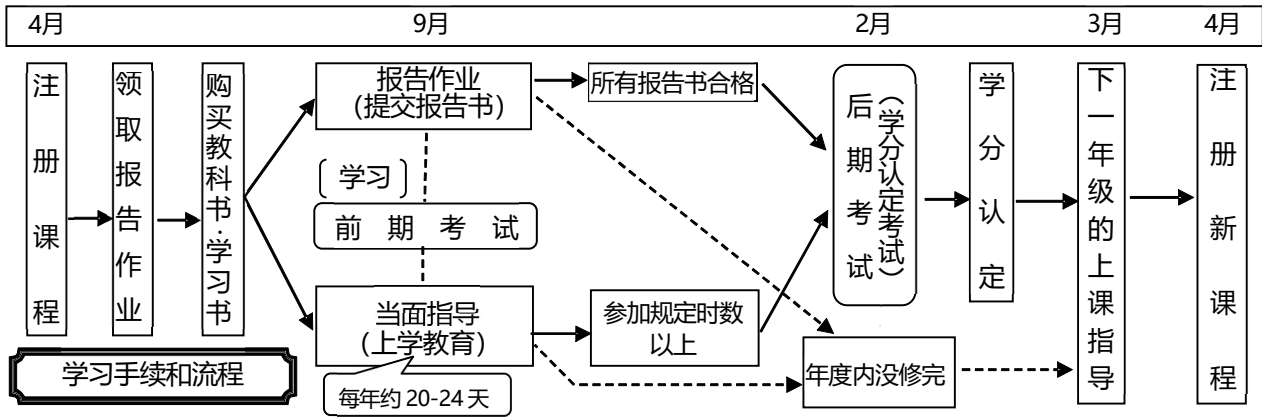 4月
9月
2月
3月
4月
注册课程
领取报告作业
购买教科书·学习书
报告作业
(提交报告书)
所有报告书合格
〔学习〕
前期考试
当面指导
(上学教育)
每年约20-24天
参加规定时数
以上
后期考试
(学分认定考试)
年度内没修完
学分认定
下一年级的上课指导
注册新课程
学习手续和流程